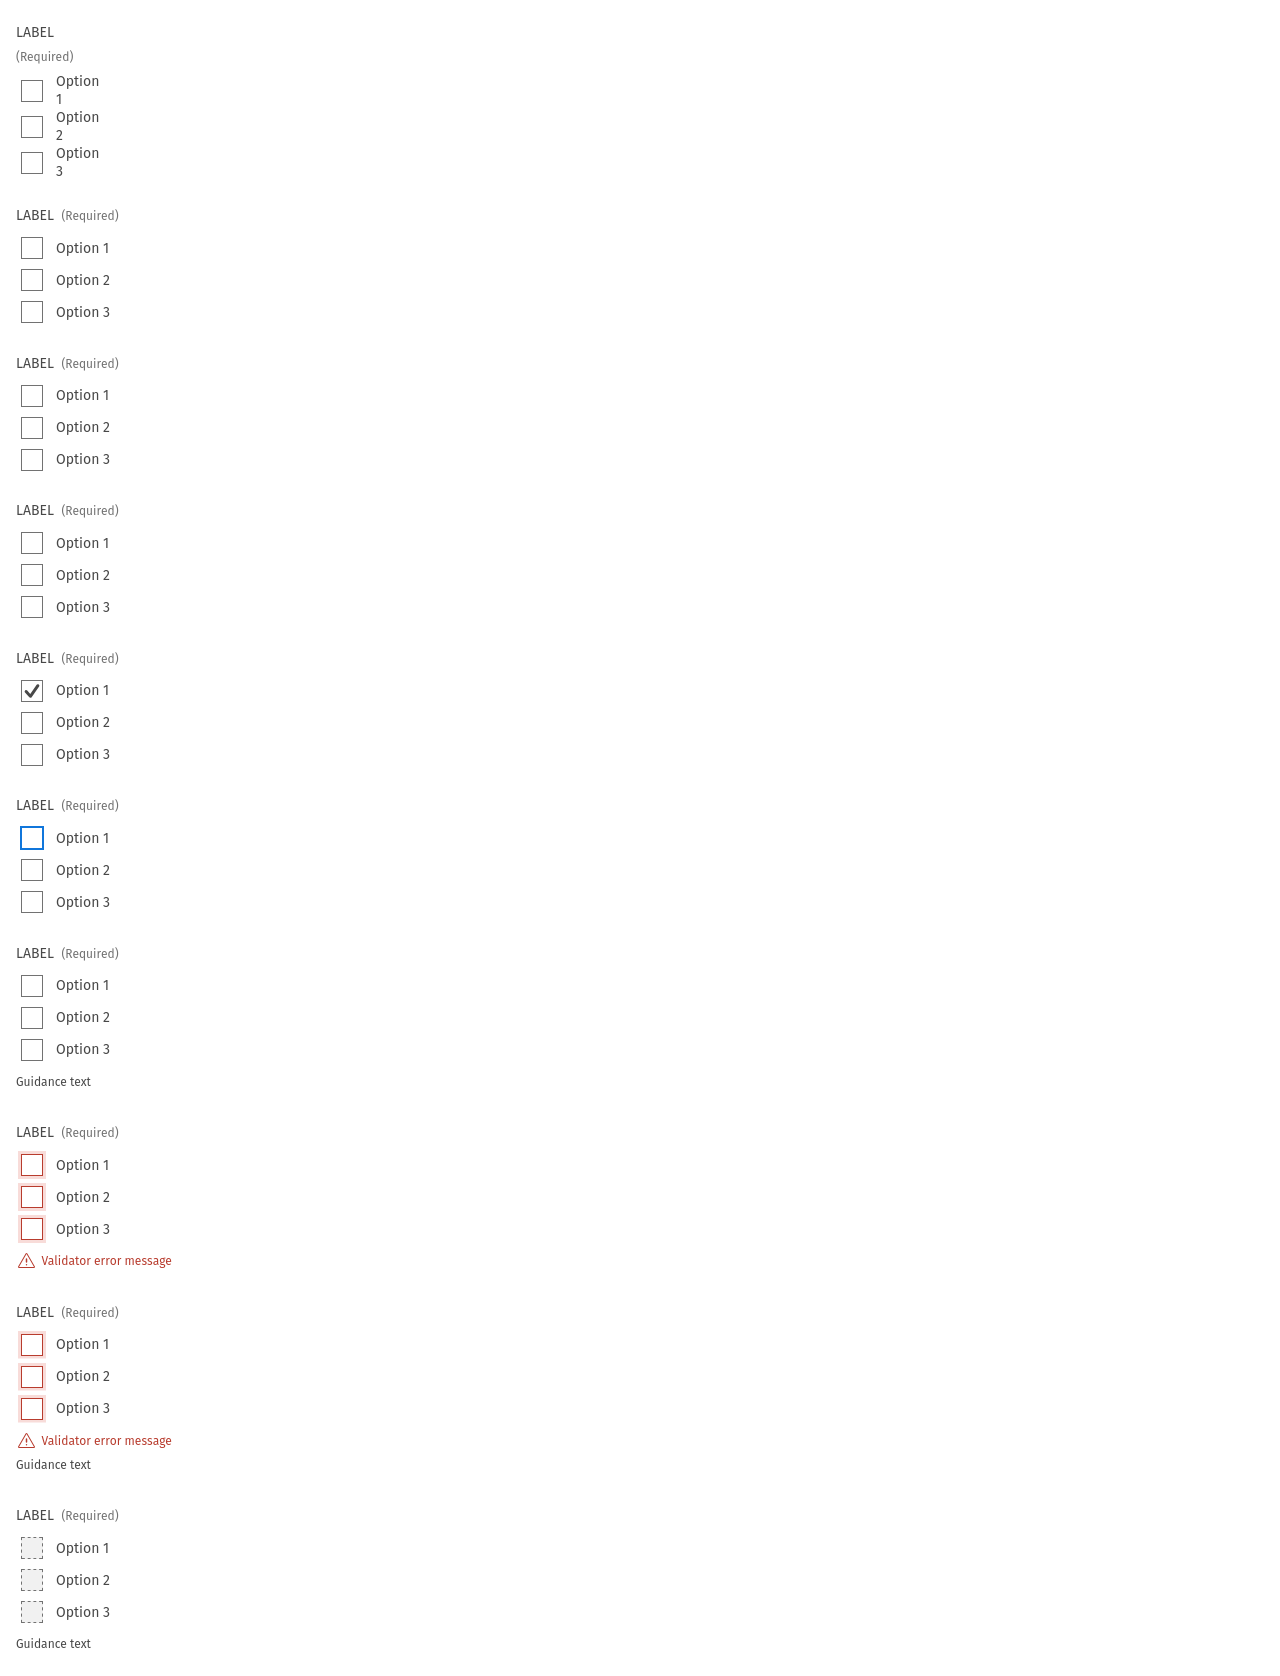 LABEL
(Required)
Option
1
Option
2
Option
3
LABEL (Required)
Option 1
Option 2
Option 3
LABEL (Required)
Option 1
Option 2
Option 3
LABEL (Required)
Option 1
Option 2
Option 3
LABEL (Required)
Option 1
Option 2
Option 3
LABEL (Required)
Option 1
Option 2
Option 3
LABEL (Required)
Option 1
Option 2
Option 3
Guidance text
LABEL (Required)
Option 1
Option 2
Option 3
Validator error message
LABEL (Required)
Option 1
Option 2
Option 3
Validator error message
Guidance text
LABEL (Required)
Option 1
Option 2
Option 3
Guidance text